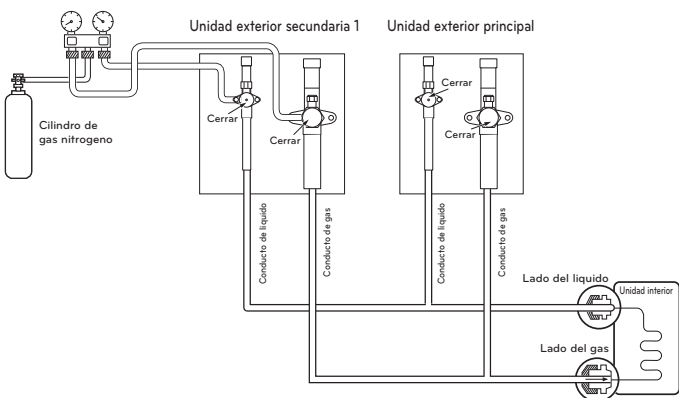 Unidad exterior secundaria 1
Unidad exterior principal
Cilindro de
gas nitrogeno
Cerrar
Cerrar
Cerrar
Cerrar
Conducto de liquido
Conducto de gas
Conducto de liquido
Conducto de gas
Lado del liquido
Unidad interior
Lado del gas